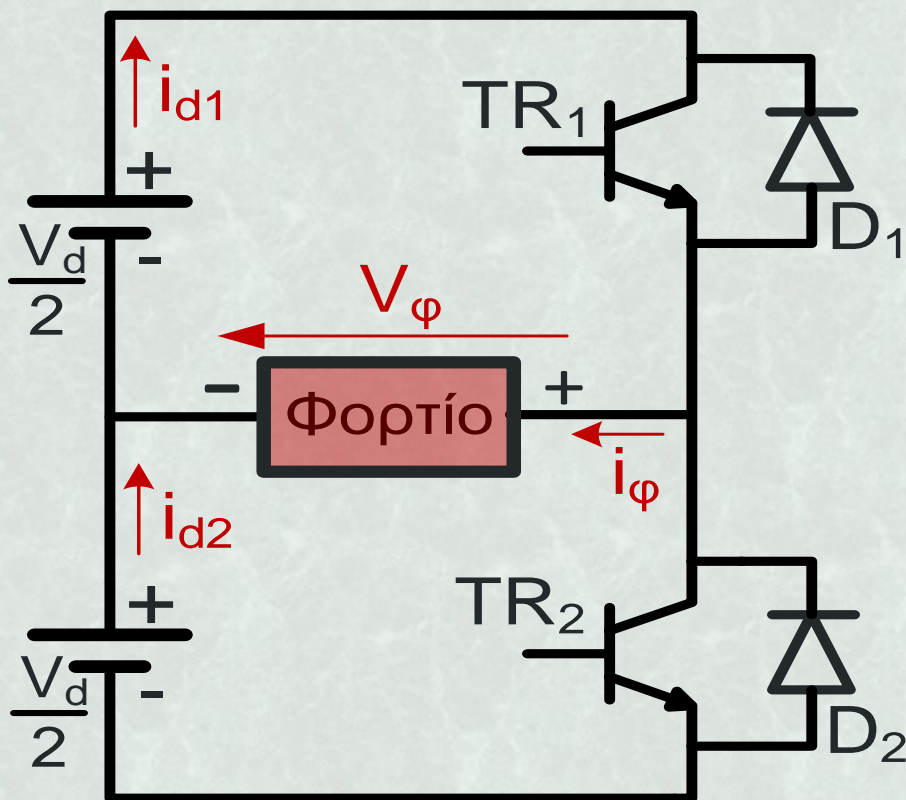 i_d1
TR₁
+
D₁
V_d
2
-
V_φ
- Φορτίο +
i_φ
i_d2
TR₂
+
V_d
2
-
D₂